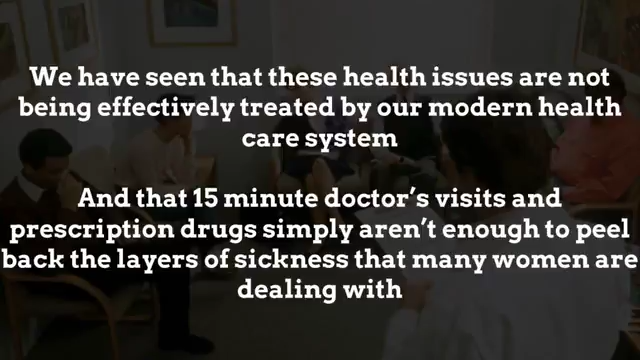 We have seen that these health issues are not
being effectively treated by our modern health
care system
And that 15 minute doctor’s visits and
prescription drugs simply aren’t enough to peel
back the layers of sickness that many women are
dealing with